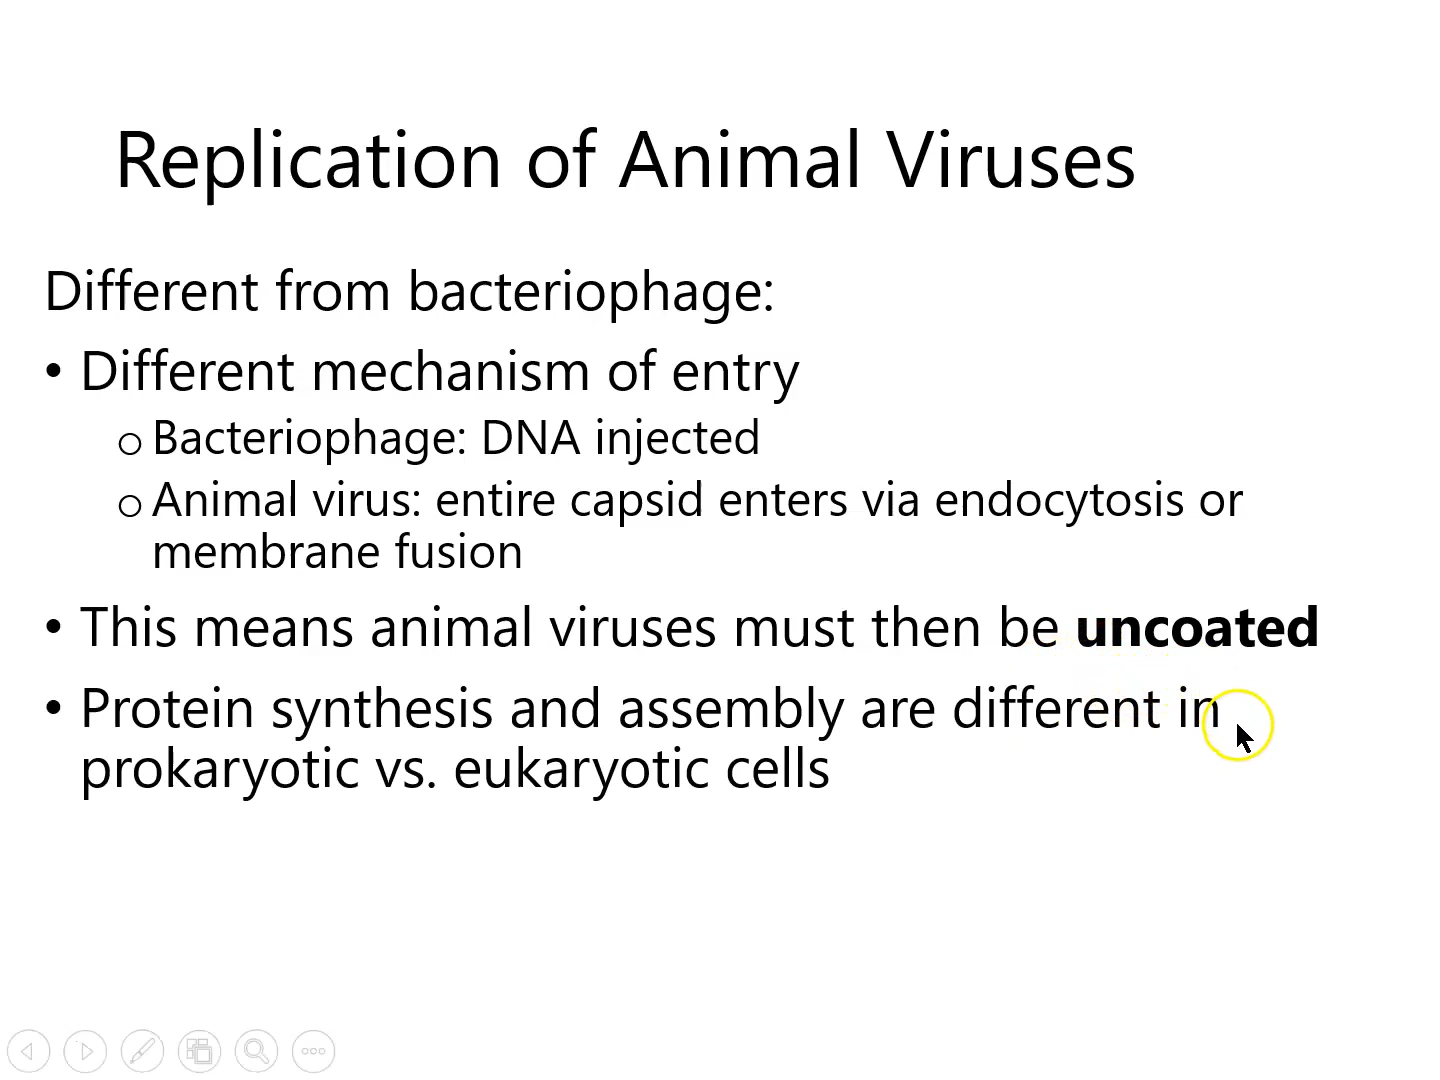 Replication of Animal Viruses
Different from bacteriophage:
• Different mechanism of entry
o Bacteriophage: DNA injected
o Animal virus: entire capsid enters via endocytosis or
membrane fusion
• This means animal viruses must then be uncoated
• Protein synthesis and assembly are different in
prokaryotic vs. eukaryotic cells